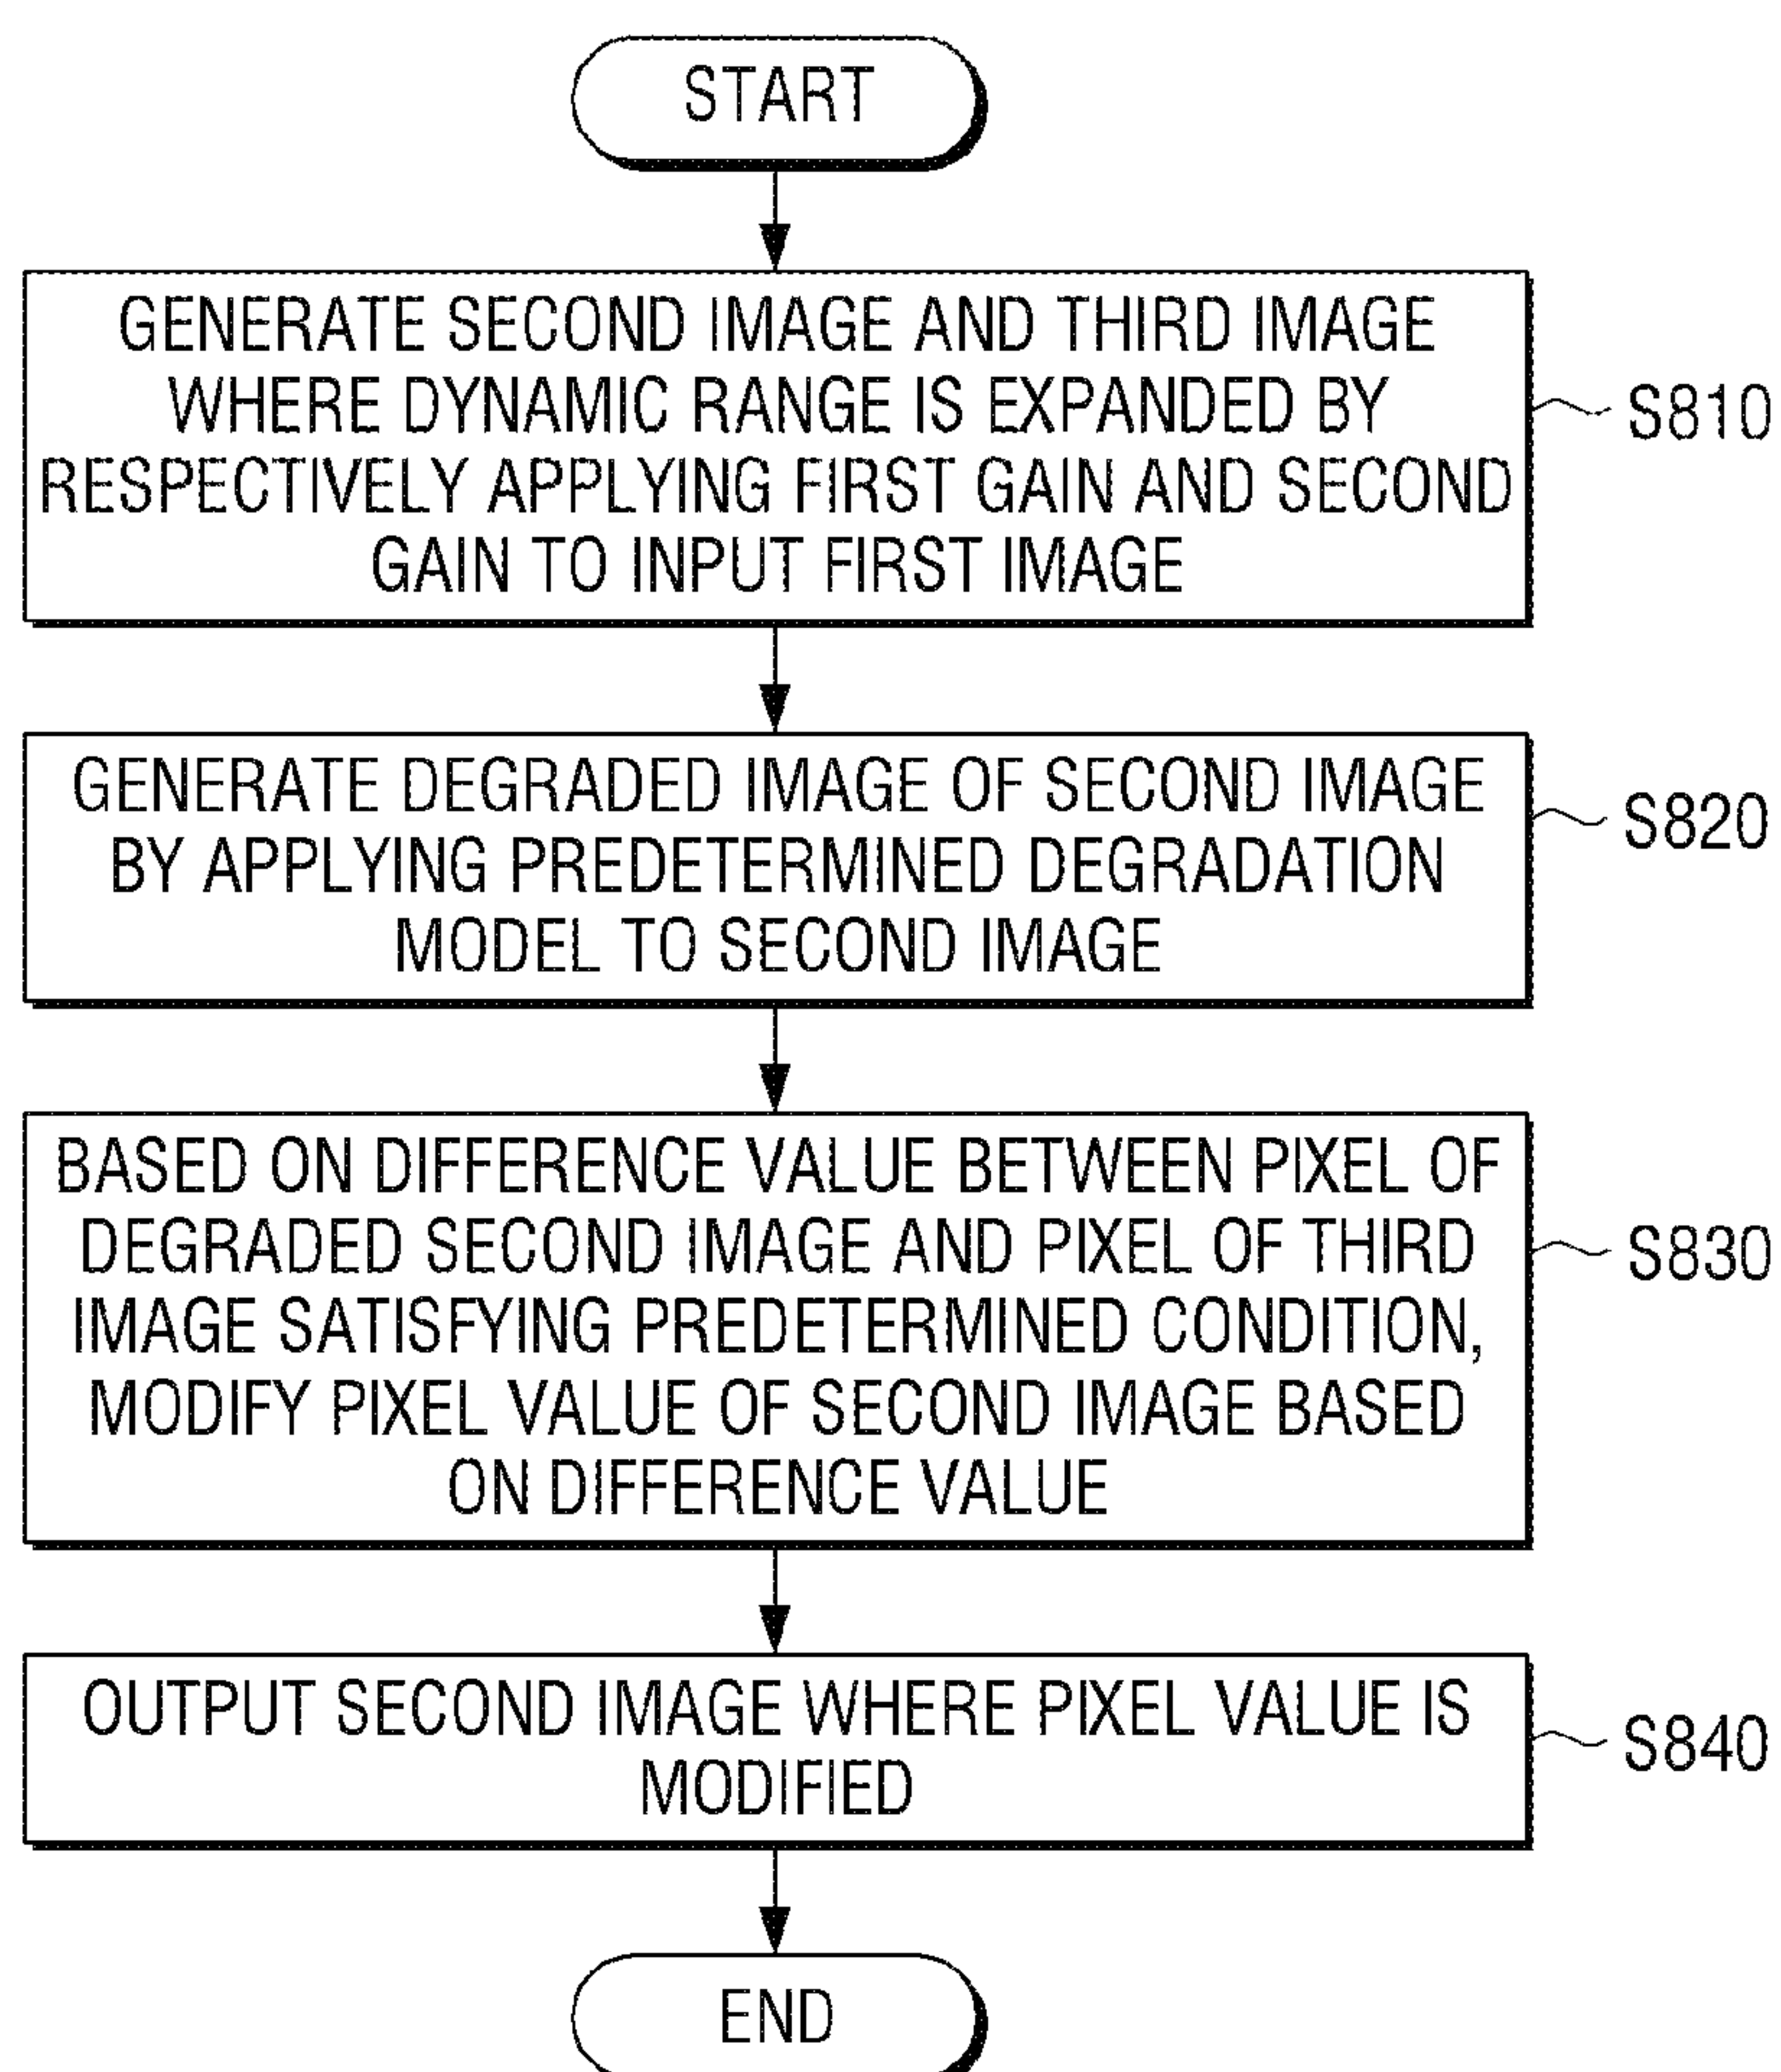 START
GENERATE SECOND IMAGE AND THIRD IMAGE
WHERE DYNAMIC RANGE IS EXPANDED BY
RESPECTIVELY APPLYING FIRST GAIN AND SECOND
GAIN TO INPUT FIRST IMAGE
S810
GENERATE DEGRADED IMAGE OF SECOND IMAGE
BY APPLYING PREDETERMINED DEGRADATION
MODEL TO SECOND IMAGE
S820
BASED ON DIFFERENCE VALUE BETWEEN PIXEL OF
DEGRADED SECOND IMAGE AND PIXEL OF THIRD
IMAGE SATISFYING PREDETERMINED CONDITION,
MODIFY PIXEL VALUE OF SECOND IMAGE BASED
ON DIFFERENCE VALUE
S830
OUTPUT SECOND IMAGE WHERE PIXEL VALUE IS
MODIFIED
S840
END